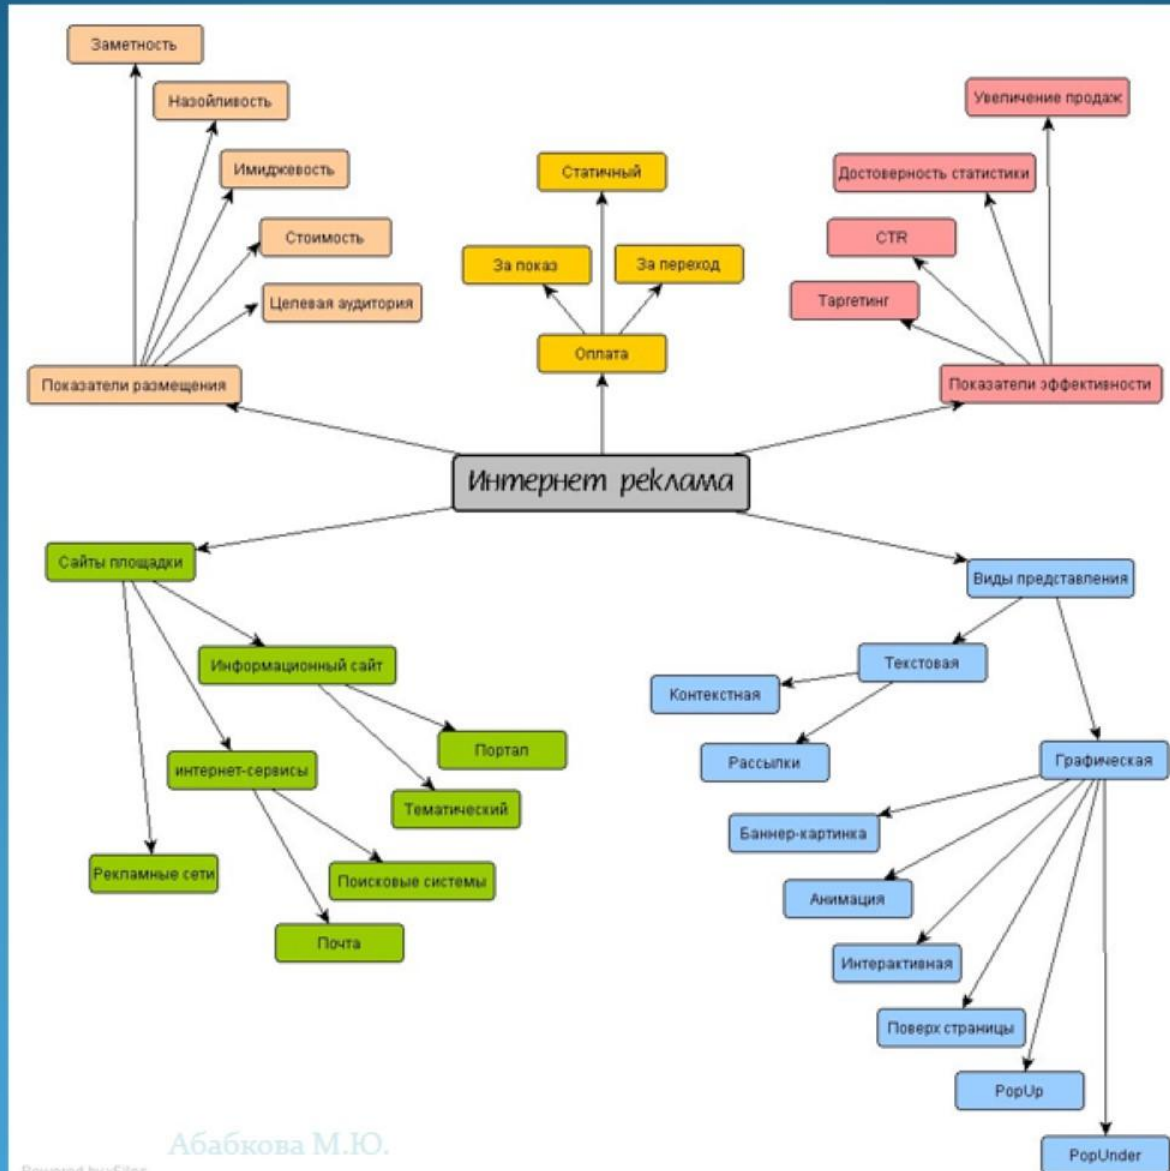 Заметность
Назойливость
Имиджевость
Стоимость
Целевая аудитория
Показатели размещения
Статичный
За показ
За переход
Оплата
Увеличение продаж
Достоверность статистики
CTR
Таргетинг
Показатели эффективности
Интернет реклама
Сайты площадки
Информационный сайт
Портал
Тематический
интернет-сервисы
Поисковые системы
Почта
Рекламные сети
Виды представления
Текстовая
Контекстная
Рассылки
Графическая
Баннер-картинка
Анимация
Интерактивная
Поверх страницы
PopUp
PopUnder
Абабкова М.Ю.
Powered by